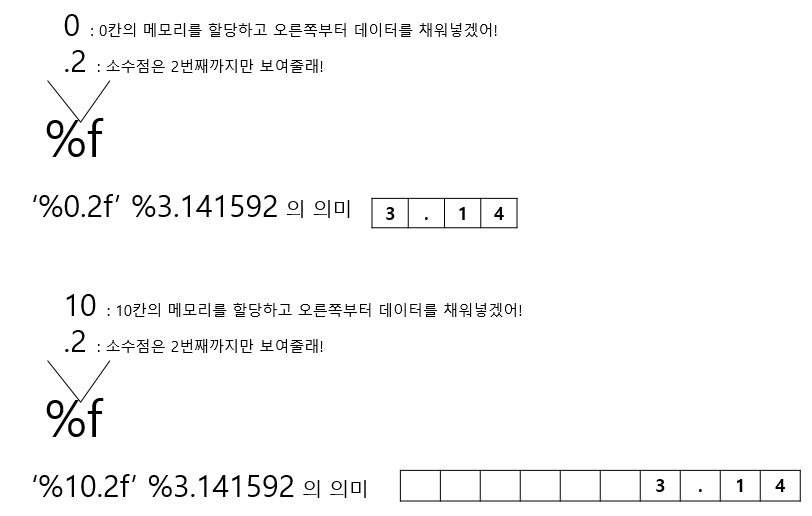 0 : 0칸의 메모리를 할당하고 오른쪽부터 데이터를 채워넣겠어!
.2 : 소수점은 2번째까지만 보여줄래!
%f
‘%0.2f’ %3.141592 의 의미 3 . 1 4
10 : 10칸의 메모리를 할당하고 오른쪽부터 데이터를 채워넣겠어!
.2 : 소수점은 2번째까지만 보여줄래!
%f
‘%10.2f’ %3.141592 의 의미 3 . 1 4